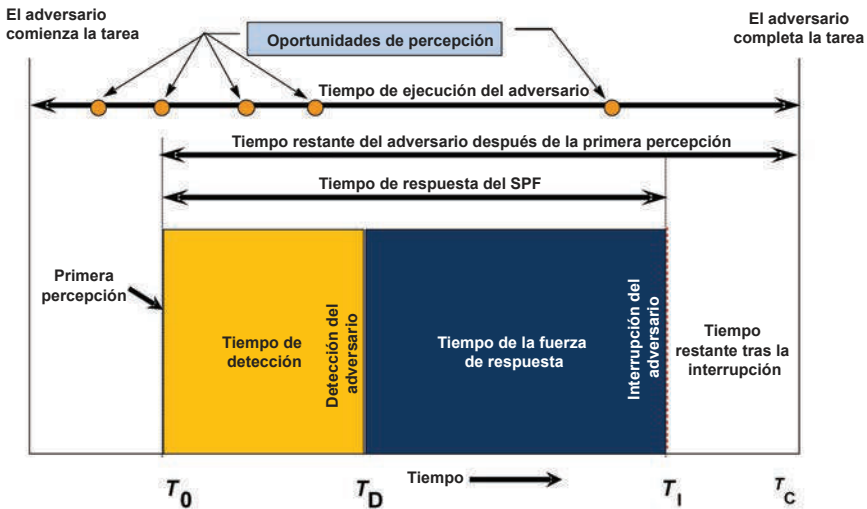 El adversario
comienza la tarea
Oportunidades de percepción
El adversario
completa la tarea
Tiempo de ejecución del adversario
Tiempo restante del adversario después de la primera percepción
Tiempo de respuesta del SPF
Primera
percepción
Tiempo de
detección
Detección del
adversario
Tiempo de la fuerza
de respuesta
Interrupción del
adversario
Tiempo
restante tras la
interrupción
Tiempo
T0
TD
TI
TC